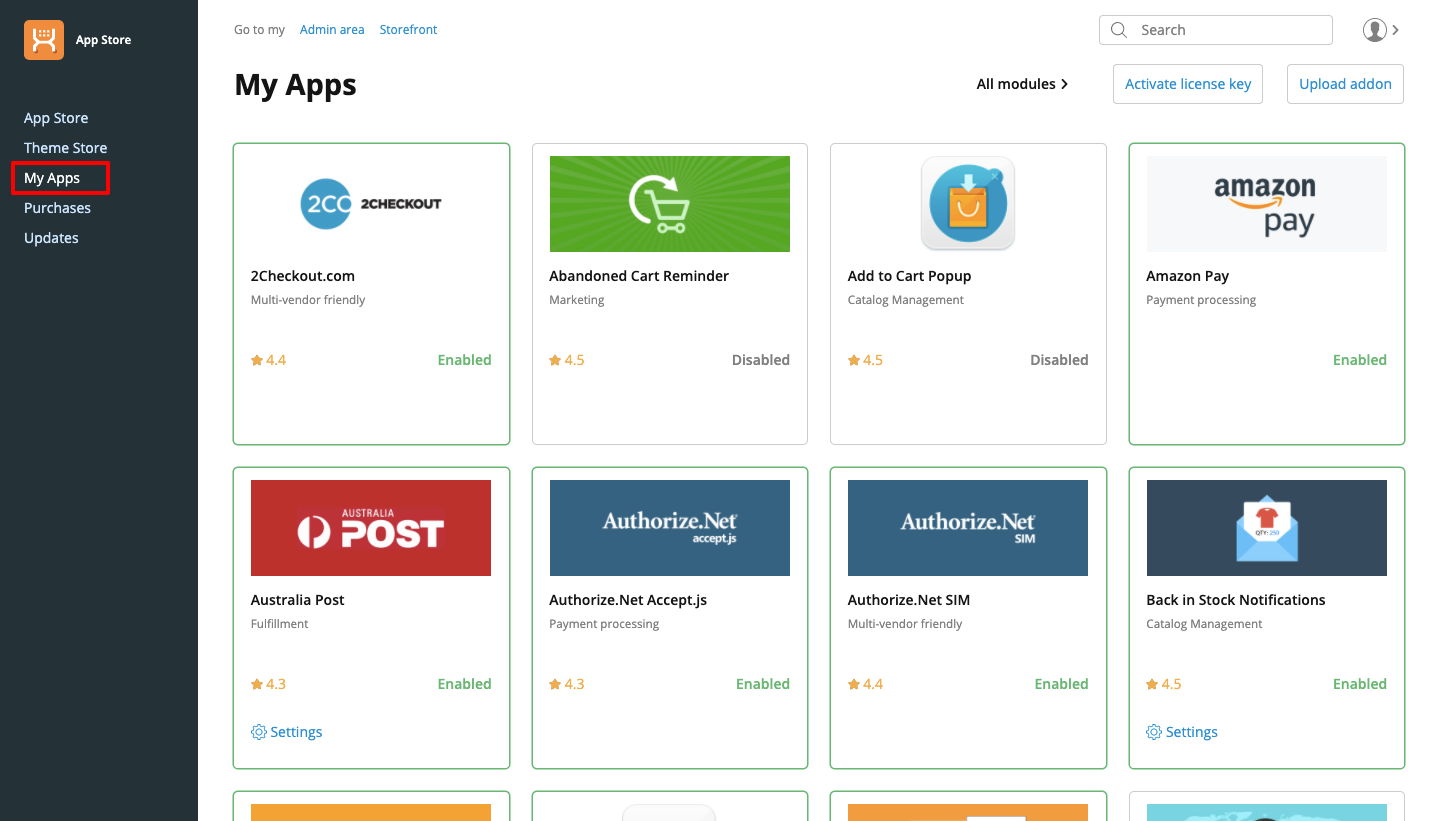 App Store
App Store
Theme Store
My Apps
Purchases
Updates
Go to my Admin area Storefront
Search
My Apps
All modules
Activate license key
Upload addon
2CO 2CHECKOUT
2Checkout.com
Multi-vendor friendly
4.4 Enabled
Abandoned Cart Reminder
Marketing
4.5 Disabled
Add to Cart Popup
Catalog Management
4.5 Disabled
amazon
pay
Amazon Pay
Payment processing
Enabled
AUSTRALIA
POST
Australia Post
Fulfillment
4.3 Enabled
Settings
Authorize.Net
accept.js
Authorize.Net Accept.js
Payment processing
4.3 Enabled
Authorize.Net
SIM
Authorize.Net SIM
Multi-vendor friendly
4.4 Enabled
QTY: 250
Back in Stock Notifications
Catalog Management
4.5 Enabled
Settings